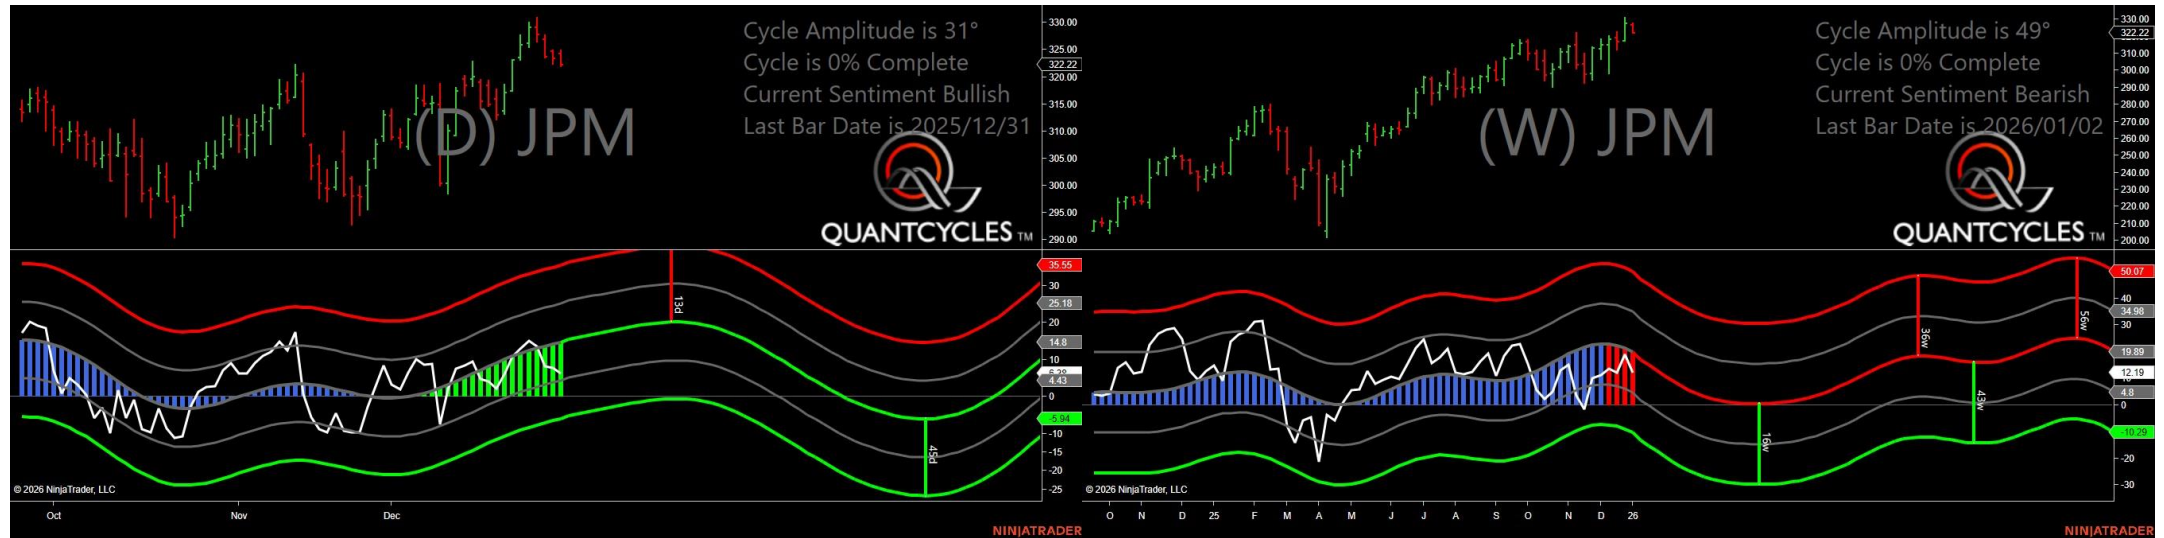 Cycle Amplitude is 31°
Cycle is 0% Complete
Current Sentiment Bullish
Last Bar Date is 2025/12/31
(D) JPM
QUANTCYCLES TM
330.00
325.00
322.22
320.00
315.00
310.00
305.00
300.00
295.00
290.00
35.55
30
25.18
20
14.8
10
6.38
4.43
0
-5.94
-10
-15
-20
-25
13d
45d
© 2026 NinjaTrader, LLC
Oct Nov Dec
NINJATRADER
Cycle Amplitude is 49°
Cycle is 0% Complete
Current Sentiment Bearish
Last Bar Date is 2026/01/02
(W) JPM
QUANTCYCLES TM
330.00
322.22
310.00
300.00
290.00
280.00
270.00
260.00
250.00
240.00
230.00
220.00
210.00
200.00
50.07
40
34.98
30
19.89
12.19
4.8
0
-10.29
-20
-30
16w
36w
43w
56w
© 2026 NinjaTrader, LLC
O N D 25 F M A M J J A S O N D 26
NINJATRADER